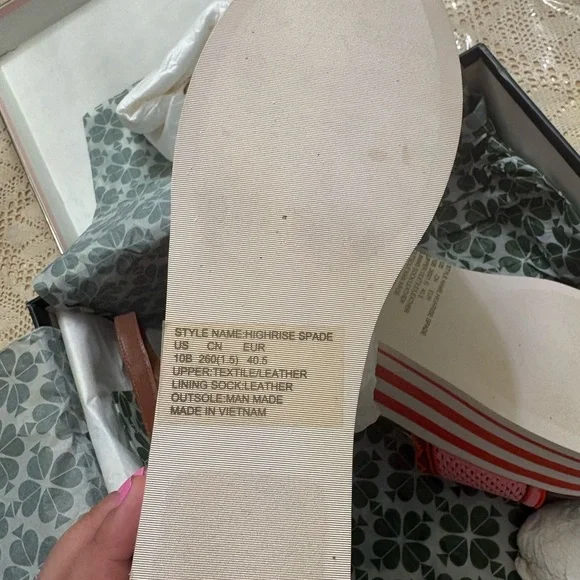 STYLE NAME:HIGHRISE SPADE
US CN EUR
10B 260(1.5) 40.5
UPPER:TEXTILE/LEATHER
LINING SOCK:LEATHER
OUTSOLE:MAN MADE
MADE IN VIETNAM